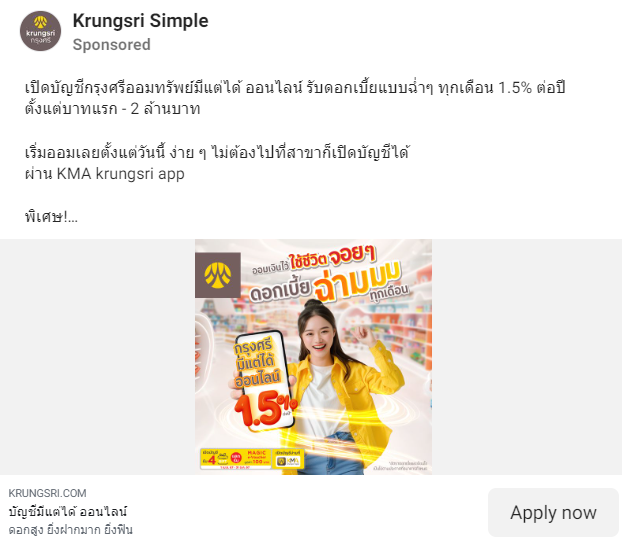 Krungsri Simple
krungsri
กรุงศรี
Sponsored
เปิดบัญชีกรุงศรีออมทรัพย์มีแต่ได้ ออนไลน์ รับดอกเบี้ยแบบฉ่ำๆ ทุกเดือน 1.5% ต่อปี
ตั้งแต่บาทแรก - 2 ล้านบาท
เริ่มออมเลยตั้งแต่วันนี้ ง่าย ๆ ไม่ต้องไปที่สาขาก็เปิดบัญชีได้
ผ่าน KMA krungsri app
พิเศษ!...
ออมเงินไว้ ใช้ชีวิต จอยๆ
ดอกเบี้ย ฉ่ามมม
ทุกเดือน
กรุงศรี
มีแต่ได้
ออนไลน์
1.5%
MAGIC
KRUNGSRI.COM
บัญชีมีแต่ได้ ออนไลน์
ดอกสูง ยิ่งฝากมาก ยิ่งฟิน
Apply now